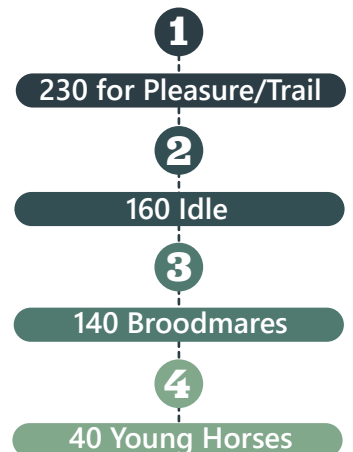 1
230 for Pleasure/Trail
2
160 Idle
3
140 Broodmares
4
40 Young Horses